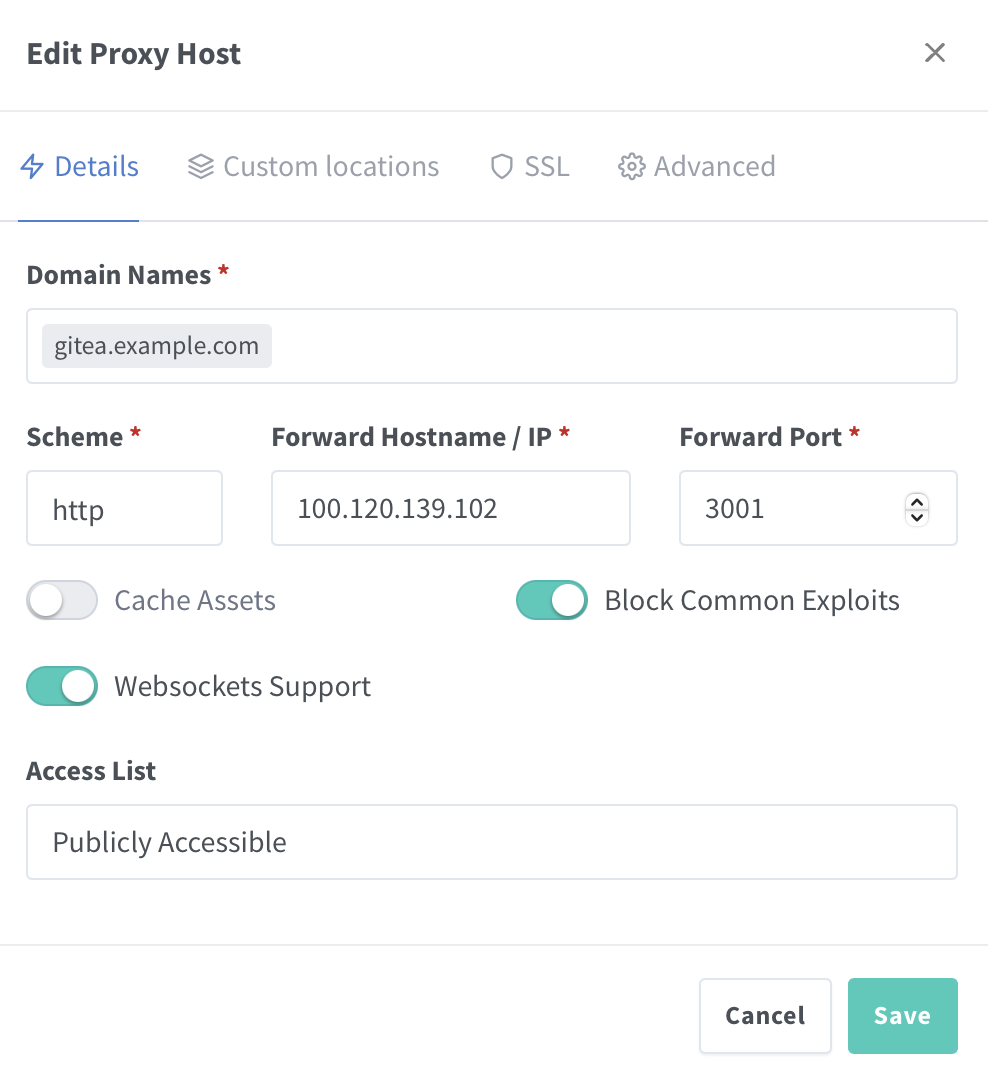 Edit Proxy Host
Details Custom locations SSL Advanced
Domain Names *
gitea.example.com
Scheme * Forward Hostname / IP * Forward Port *
http 100.120.139.102 3001
Cache Assets Block Common Exploits
Websockets Support
Access List
Publicly Accessible
Cancel Save